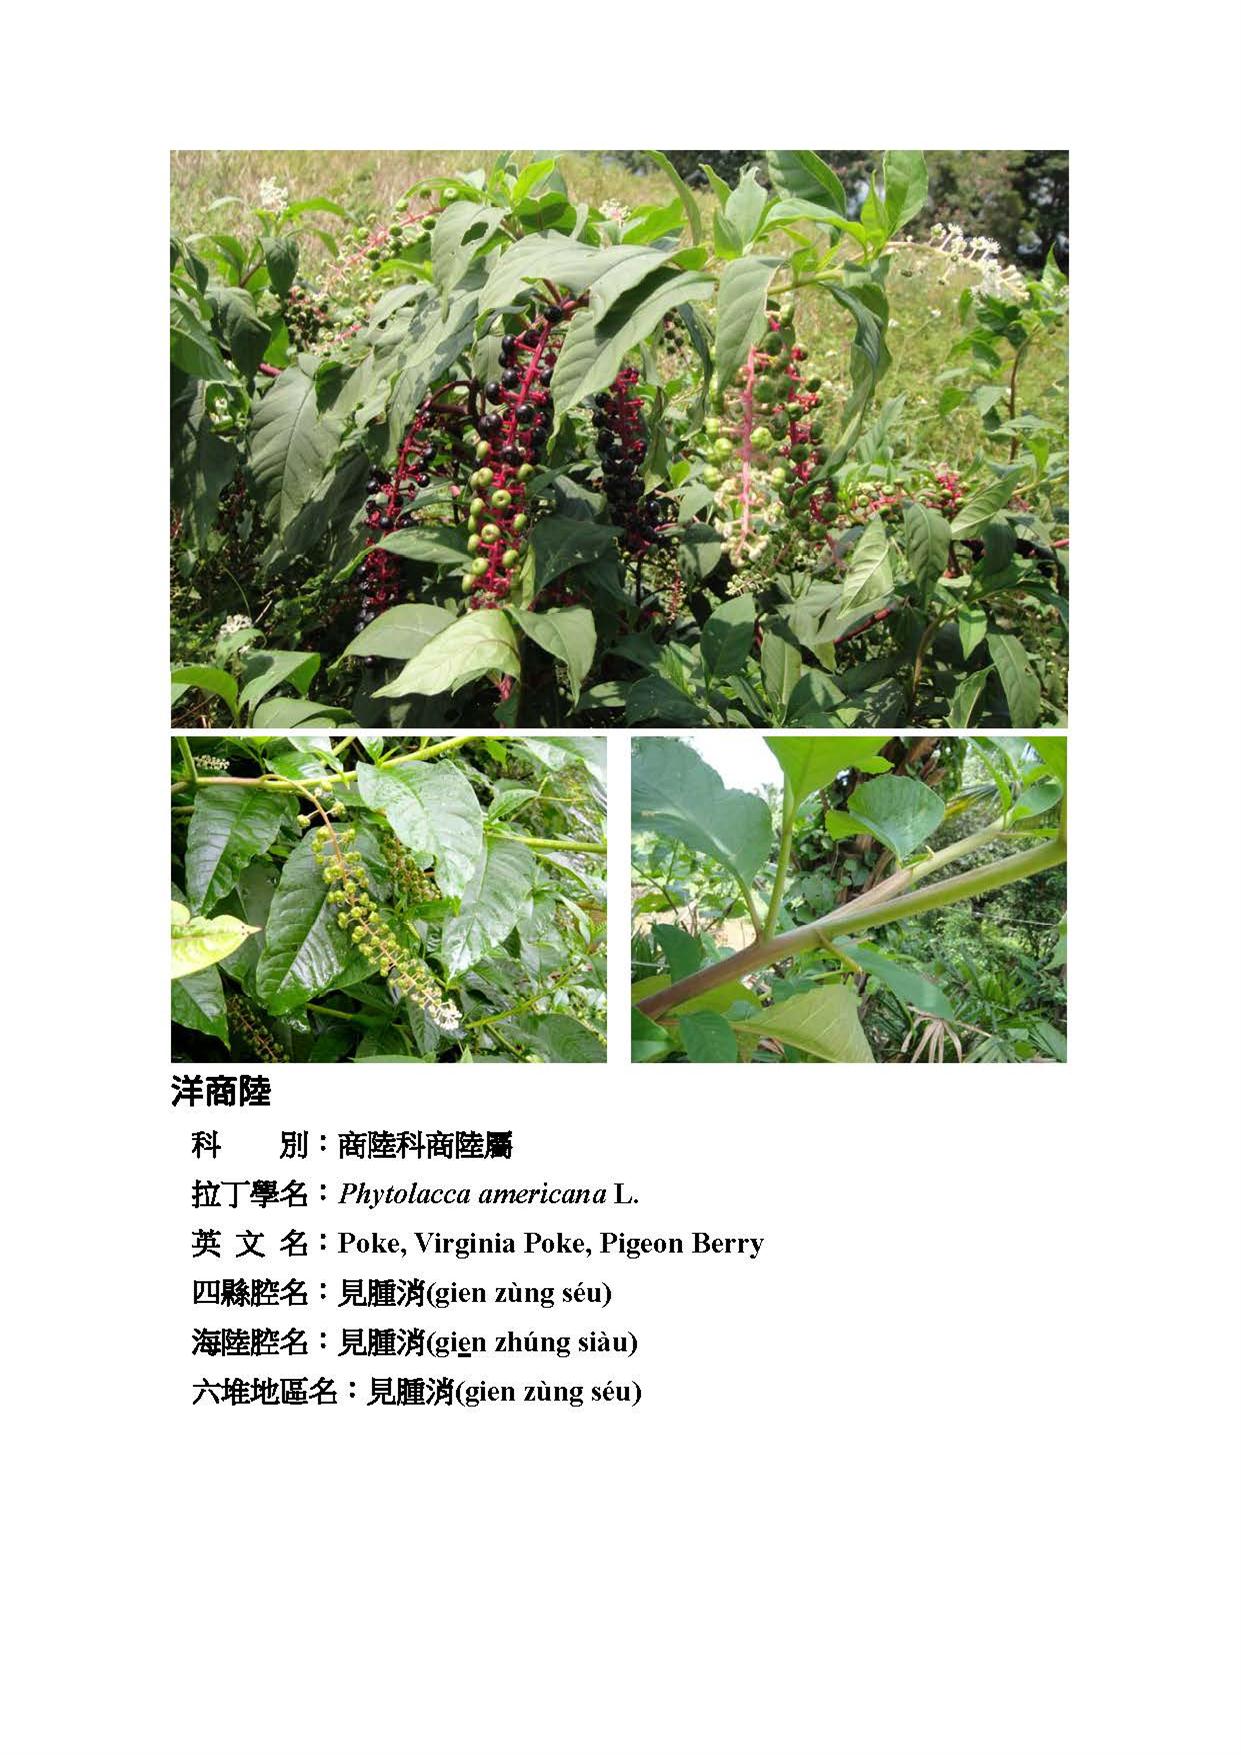 洋商陸
科　　別：商陸科商陸屬
拉丁學名：Phytolacca americana L.
英 文 名：Poke, Virginia Poke, Pigeon Berry
四縣腔名：見腫消(gien zùng séu)
海陸腔名：見腫消(gien zhúng siàu)
六堆地區名：見腫消(gien zùng séu)